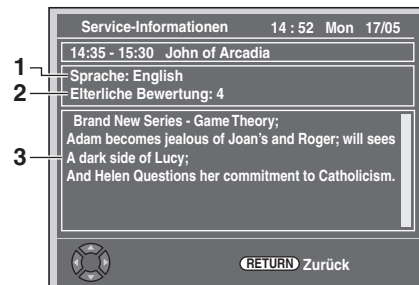 Service-Informationen 14 : 52 Mon 17/05
14:35 - 15:30 John of Arcadia
1 Sprache: English
2 Elterliche Bewertung: 4
Brand New Series - Game Theory;
Adam becomes jealous of Joan's and Roger; will sees
3 A dark side of Lucy;
And Helen Questions her commitment to Catholicism.
RETURN Zurück